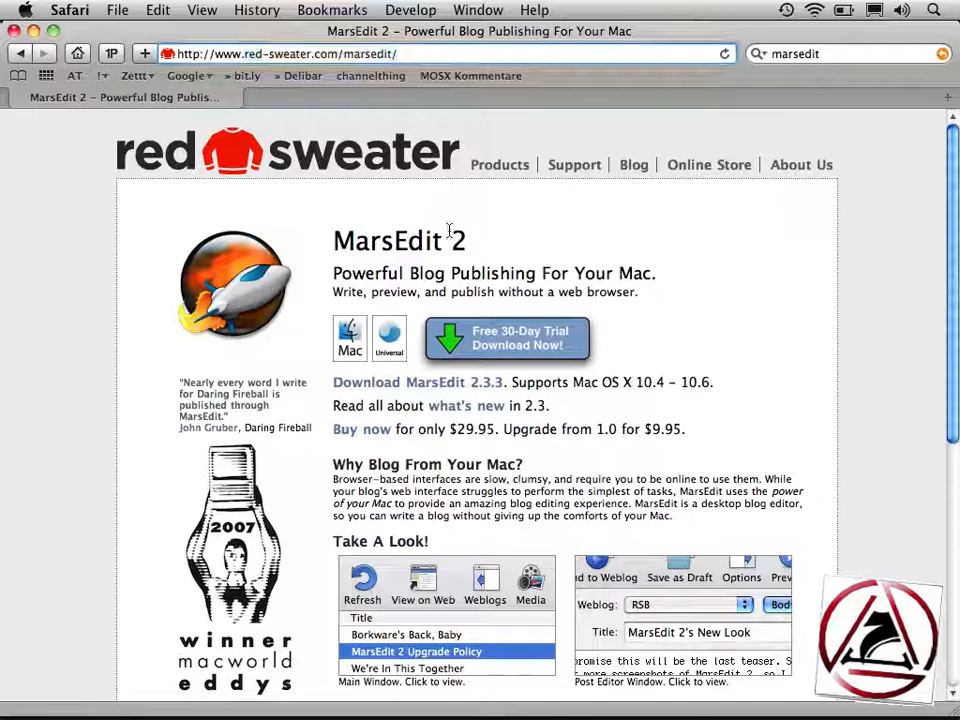 Safari File Edit View History Bookmarks Develop Window Help
MarsEdit 2 – Powerful Blog Publishing For Your Mac
1P + http://www.red-sweater.com/marsedit/ marsedit
AT !▾ Zettt▾ Google▾ » bit.ly » Delibar channelthing MOSX Kommentare
MarsEdit 2 – Powerful Blog Publis...
red sweater
Products | Support | Blog | Online Store | About Us
MarsEdit 2
Powerful Blog Publishing For Your Mac.
Write, preview, and publish without a web browser.
Mac
Universal
Free 30-Day Trial
Download Now!
Download MarsEdit 2.3.3. Supports Mac OS X 10.4 – 10.6.
Read all about what's new in 2.3.
Buy now for only $29.95. Upgrade from 1.0 for $9.95.
"Nearly every word I write
for Daring Fireball is
published through
MarsEdit."
John Gruber, Daring Fireball
2007
winner
macworld
eddys
Why Blog From Your Mac?
Browser-based interfaces are slow, clumsy, and require you to be online to use them. While
your blog's web interface struggles to perform the simplest of tasks, MarsEdit uses the power
of your Mac to provide an amazing blog editing experience. MarsEdit is a desktop blog editor,
so you can write a blog without giving up the comforts of your Mac.
Take A Look!
Refresh View on Web Weblogs Media
Title
Borkware's Back, Baby
MarsEdit 2 Upgrade Policy
We're In This Together
Main Window. Click to view.
d to Weblog Save as Draft Options Prev
Weblog: RSB Body
Title: MarsEdit 2's New Look
romise this will be the last teaser. S
Post Editor Window. Click to view.